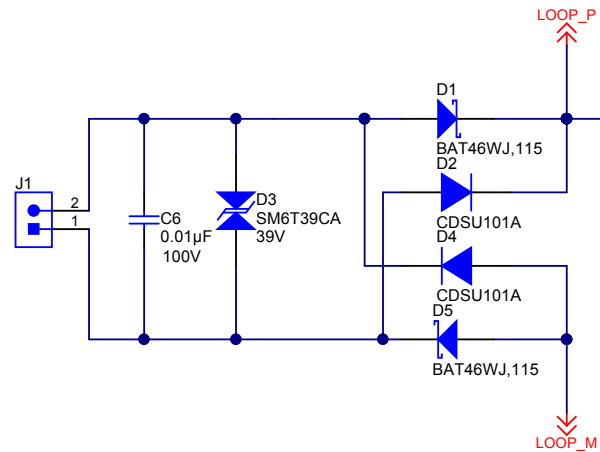 LOOP_P
D1
BAT46WJ,115
D2
CDSU101A
J1
2
1
C6
0.01µF
100V
D3
SM6T39CA
39V
D4
CDSU101A
D5
BAT46WJ,115
LOOP_M